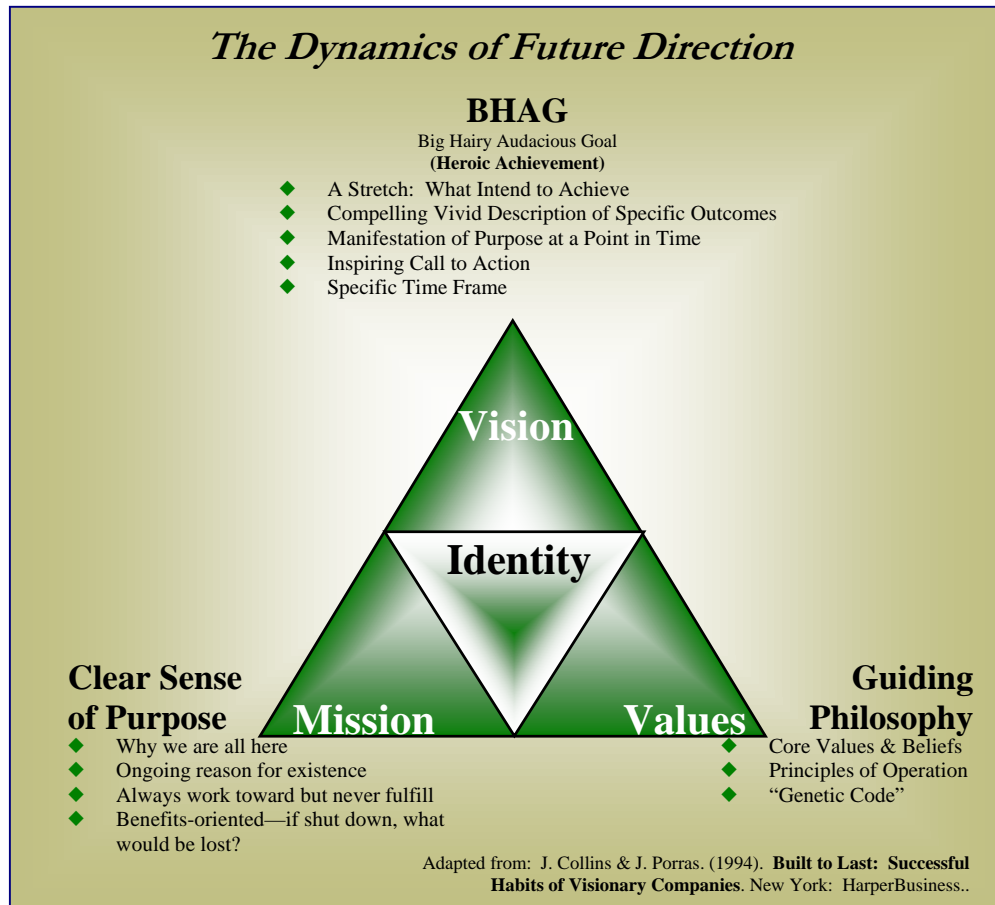 The Dynamics of Future Direction
BHAG
Big Hairy Audacious Goal
(Heroic Achievement)
◆ A Stretch:  What Intend to Achieve
◆ Compelling Vivid Description of Specific Outcomes
◆ Manifestation of Purpose at a Point in Time
◆ Inspiring Call to Action
◆ Specific Time Frame
Vision
Identity
Mission
Values
Clear Sense
of Purpose
◆ Why we are all here
◆ Ongoing reason for existence
◆ Always work toward but never fulfill
◆ Benefits-oriented—if shut down, what
would be lost?
Guiding
Philosophy
◆ Core Values & Beliefs
◆ Principles of Operation
◆ “Genetic Code”
Adapted from:  J. Collins & J. Porras. (1994).  Built to Last:  Successful
Habits of Visionary Companies. New York:  HarperBusiness..